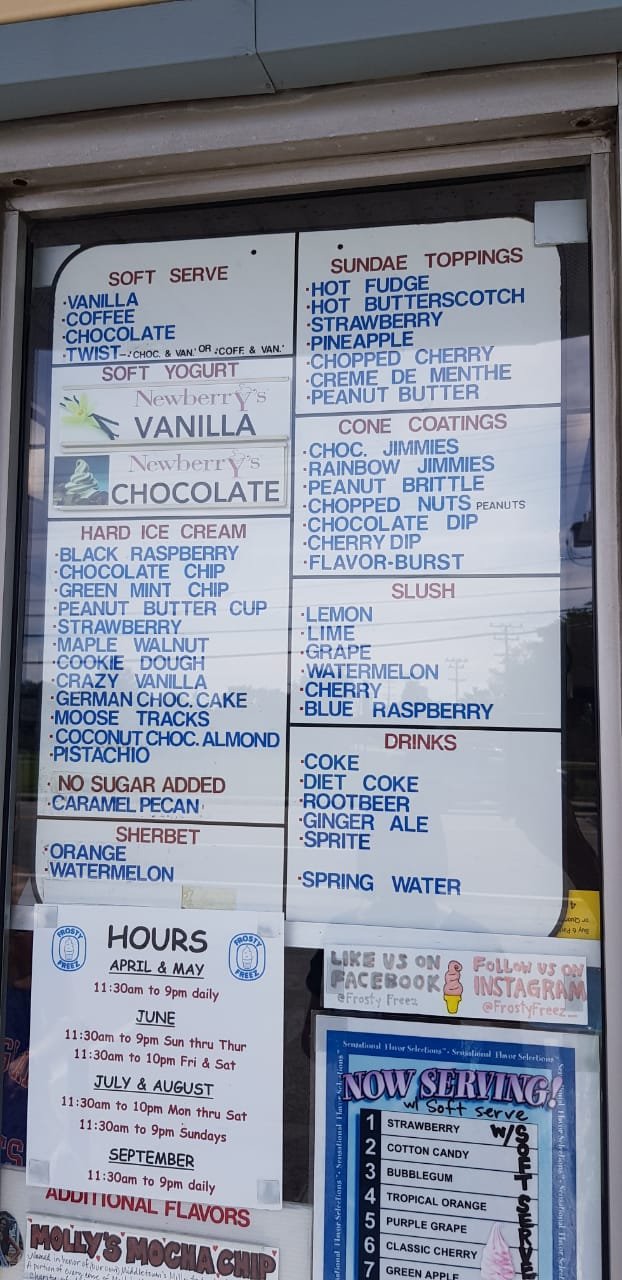 SOFT SERVE
·VANILLA
·COFFEE
·CHOCOLATE
·TWIST–·'CHOC. & VAN.' OR 'COFF. & VAN.'
SOFT YOGURT
Newberry's
VANILLA
Newberry's
CHOCOLATE
HARD ICE CREAM
·BLACK RASPBERRY
·CHOCOLATE CHIP
·GREEN MINT CHIP
·PEANUT BUTTER CUP
·STRAWBERRY
·MAPLE WALNUT
·COOKIE DOUGH
·CRAZY VANILLA
·GERMAN CHOC. CAKE
·MOOSE TRACKS
·COCONUT CHOC. ALMOND
·PISTACHIO
NO SUGAR ADDED
·CARAMEL PECAN
SHERBET
·ORANGE
·WATERMELON
SUNDAE TOPPINGS
·HOT FUDGE
·HOT BUTTERSCOTCH
·STRAWBERRY
·PINEAPPLE
·CHOPPED CHERRY
·CREME DE MENTHE
·PEANUT BUTTER
CONE COATINGS
·CHOC. JIMMIES
·RAINBOW JIMMIES
·PEANUT BRITTLE
·CHOPPED NUTS PEANUTS
·CHOCOLATE DIP
·CHERRY DIP
·FLAVOR-BURST
SLUSH
·LEMON
·LIME
·GRAPE
·WATERMELON
·CHERRY
·BLUE RASPBERRY
DRINKS
·COKE
·DIET COKE
·ROOTBEER
·GINGER ALE
·SPRITE
·SPRING WATER
FROSTY FREEZ
HOURS
FROSTY FREEZ
APRIL & MAY
11:30am to 9pm daily
JUNE
11:30am to 9pm Sun thru Thur
11:30am to 10pm Fri & Sat
JULY & AUGUST
11:30am to 10pm Mon thru Sat
11:30am to 9pm Sundays
SEPTEMBER
11:30am to 9pm daily
ADDITIONAL FLAVORS
MOLLY'S MOCHA CHIP
LIKE US ON
FACEBOOK
@Frosty Freez
FOLLOW US ON
INSTAGRAM
@FrostyFreez_
Sensational Flavor Selections™ · Sensational Flavor Selections™
NOW SERVING!
w/ Soft serve
1 STRAWBERRY
2 COTTON CANDY
3 BUBBLEGUM
4 TROPICAL ORANGE
5 PURPLE GRAPE
6 CLASSIC CHERRY
7 GREEN APPLE
w/ SOFT SERVE